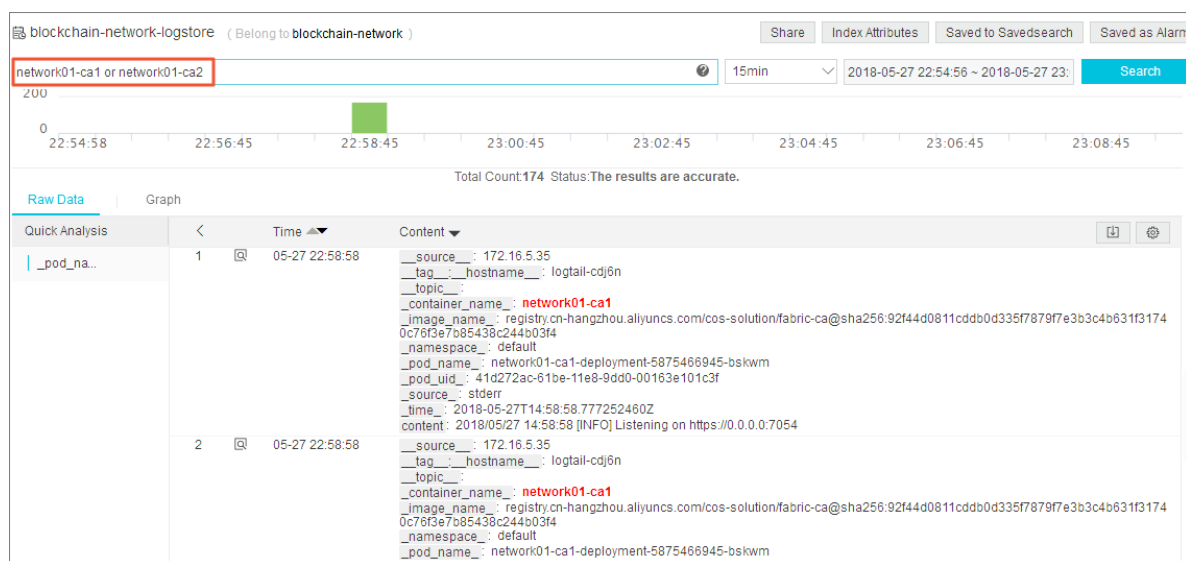 blockchain-network-logstore ( Belong to blockchain-network )
Share Index Attributes Saved to Savedsearch Saved as Alarm
network01-ca1 or network01-ca2 15min 2018-05-27 22:54:56 ~ 2018-05-27 23: Search
200
0
22:54:58 22:56:45 22:58:45 23:00:45 23:02:45 23:04:45 23:06:45 23:08:45
Total Count:174 Status:The results are accurate.
Raw Data Graph
Quick Analysis < Time Content
_pod_na...
1 05-27 22:58:58 __source__: 172.16.5.35
__tag__:__hostname__: logtail-cdj6n
__topic__:
_container_name_: network01-ca1
_image_name_: registry.cn-hangzhou.aliyuncs.com/cos-solution/fabric-ca@sha256:92f44d0811cddb0d335f7879f7e3b3c4b631f3174
0c76f3e7b85438c244b03f4
_namespace_: default
_pod_name_: network01-ca1-deployment-5875466945-bskwm
_pod_uid_: 41d272ac-61be-11e8-9dd0-00163e101c3f
_source_: stderr
_time_: 2018-05-27T14:58:58.777252460Z
content: 2018/05/27 14:58:58 [INFO] Listening on https://0.0.0.0:7054
2 05-27 22:58:58 __source__: 172.16.5.35
__tag__:__hostname__: logtail-cdj6n
__topic__:
_container_name_: network01-ca1
_image_name_: registry.cn-hangzhou.aliyuncs.com/cos-solution/fabric-ca@sha256:92f44d0811cddb0d335f7879f7e3b3c4b631f3174
0c76f3e7b85438c244b03f4
_namespace_: default
_pod_name_: network01-ca1-deployment-5875466945-bskwm